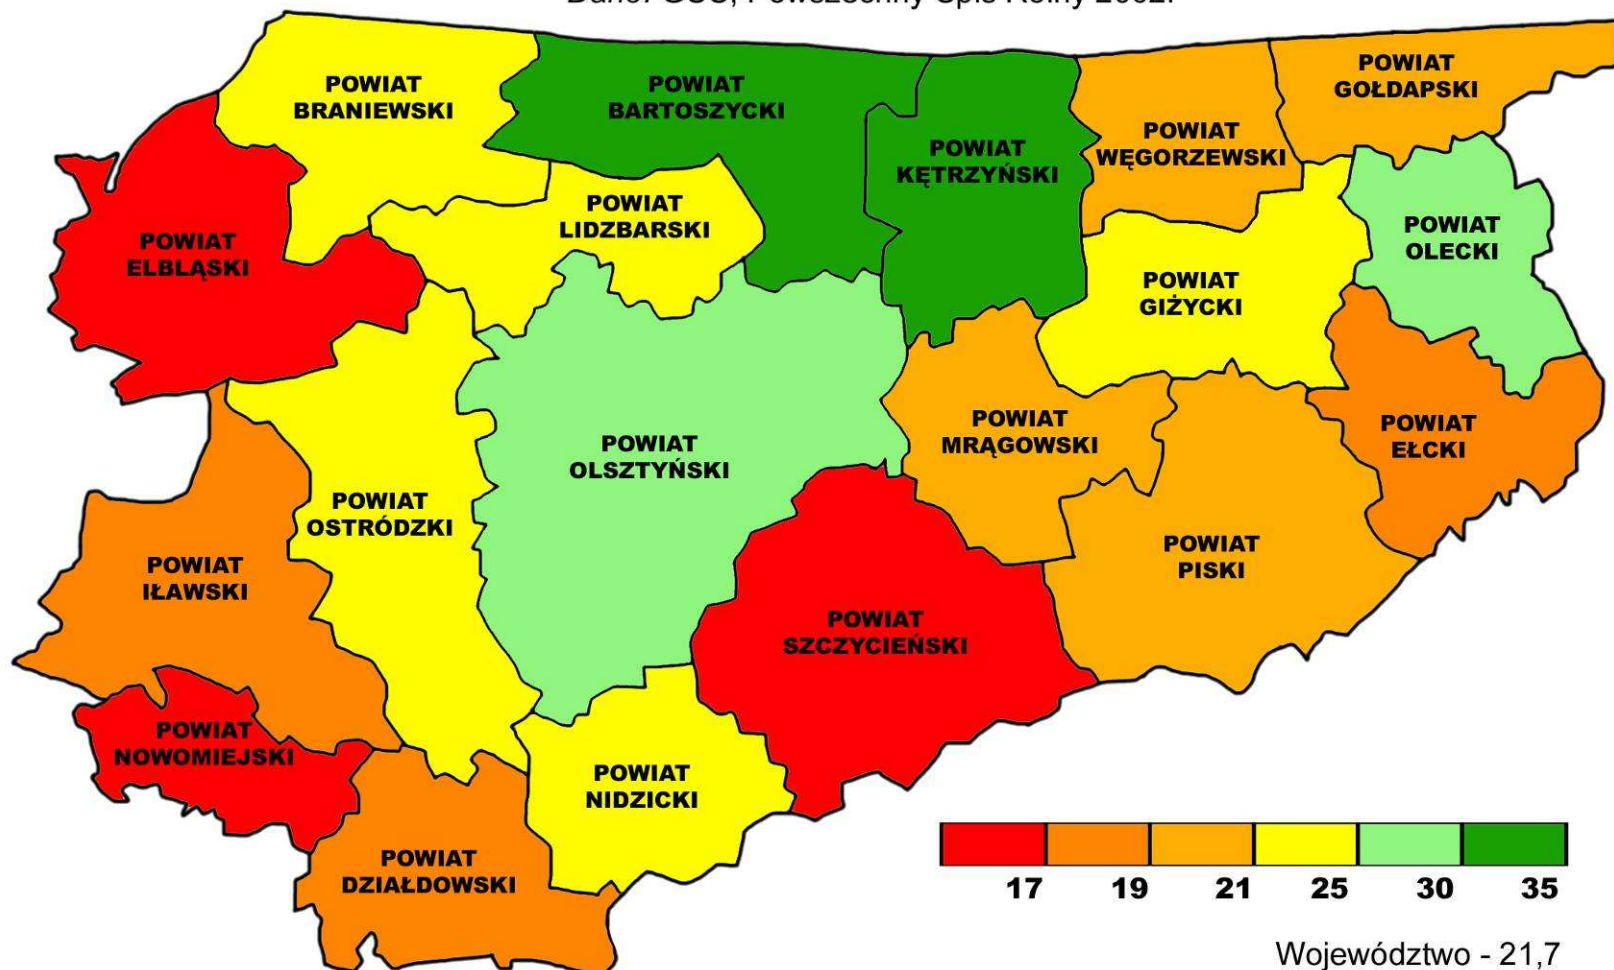 POWIAT
BRANIEWSKI
POWIAT
BARTOSZYCKI
POWIAT
GOŁDAPSKI
POWIAT
WĘGORZEWSKI
POWIAT
KĘTRZYŃSKI
POWIAT
LIDZBARSKI
POWIAT
OLECKI
POWIAT
ELBLĄSKI
POWIAT
GIŻYCKI
POWIAT
MRĄGOWSKI
POWIAT
EŁCKI
POWIAT
OLSZTYŃSKI
POWIAT
OSTRÓDZKI
POWIAT
PISKI
POWIAT
IŁAWSKI
POWIAT
SZCZYCIEŃSKI
POWIAT
NOWOMIEJSKI
POWIAT
NIDZICKI
POWIAT
DZIAŁDOWSKI
17 19 21 25 30 35
Województwo - 21,7